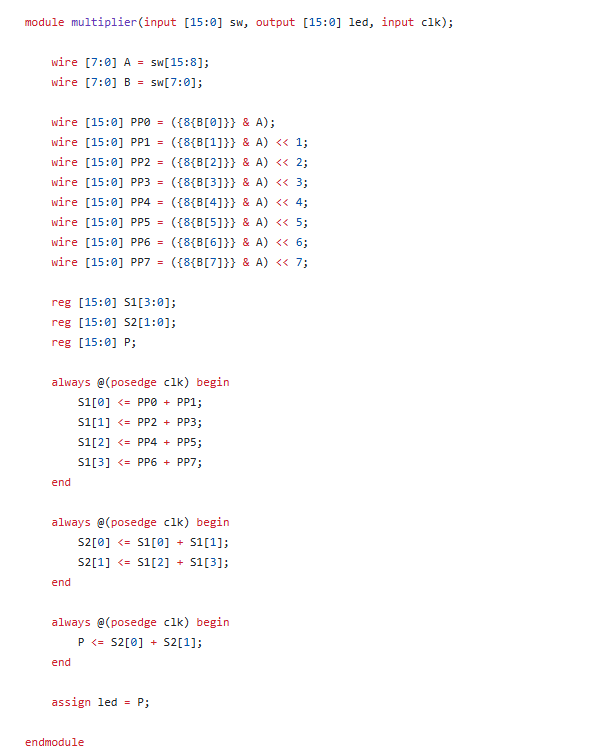 module multiplier(input [15:0] sw, output [15:0] led, input clk);
wire [7:0] A = sw[15:8];
wire [7:0] B = sw[7:0];
wire [15:0] PP0 = ({8{B[0]}} & A);
wire [15:0] PP1 = ({8{B[1]}} & A) << 1;
wire [15:0] PP2 = ({8{B[2]}} & A) << 2;
wire [15:0] PP3 = ({8{B[3]}} & A) << 3;
wire [15:0] PP4 = ({8{B[4]}} & A) << 4;
wire [15:0] PP5 = ({8{B[5]}} & A) << 5;
wire [15:0] PP6 = ({8{B[6]}} & A) << 6;
wire [15:0] PP7 = ({8{B[7]}} & A) << 7;
reg [15:0] S1[3:0];
reg [15:0] S2[1:0];
reg [15:0] P;
always @(posedge clk) begin
S1[0] <= PP0 + PP1;
S1[1] <= PP2 + PP3;
S1[2] <= PP4 + PP5;
S1[3] <= PP6 + PP7;
end
always @(posedge clk) begin
S2[0] <= S1[0] + S1[1];
S2[1] <= S1[2] + S1[3];
end
always @(posedge clk) begin
P <= S2[0] + S2[1];
end
assign led = P;
endmodule